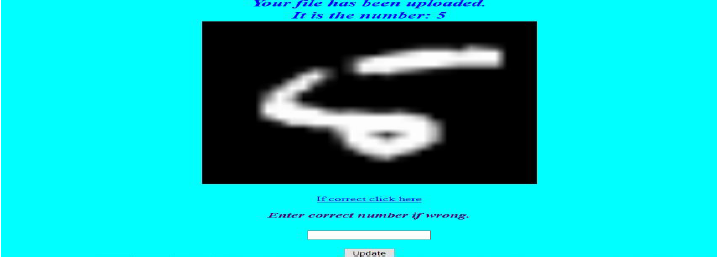 Your file has been uploaded.
It is the number: 5
5
If correct click here
Enter correct number if wrong.
Update